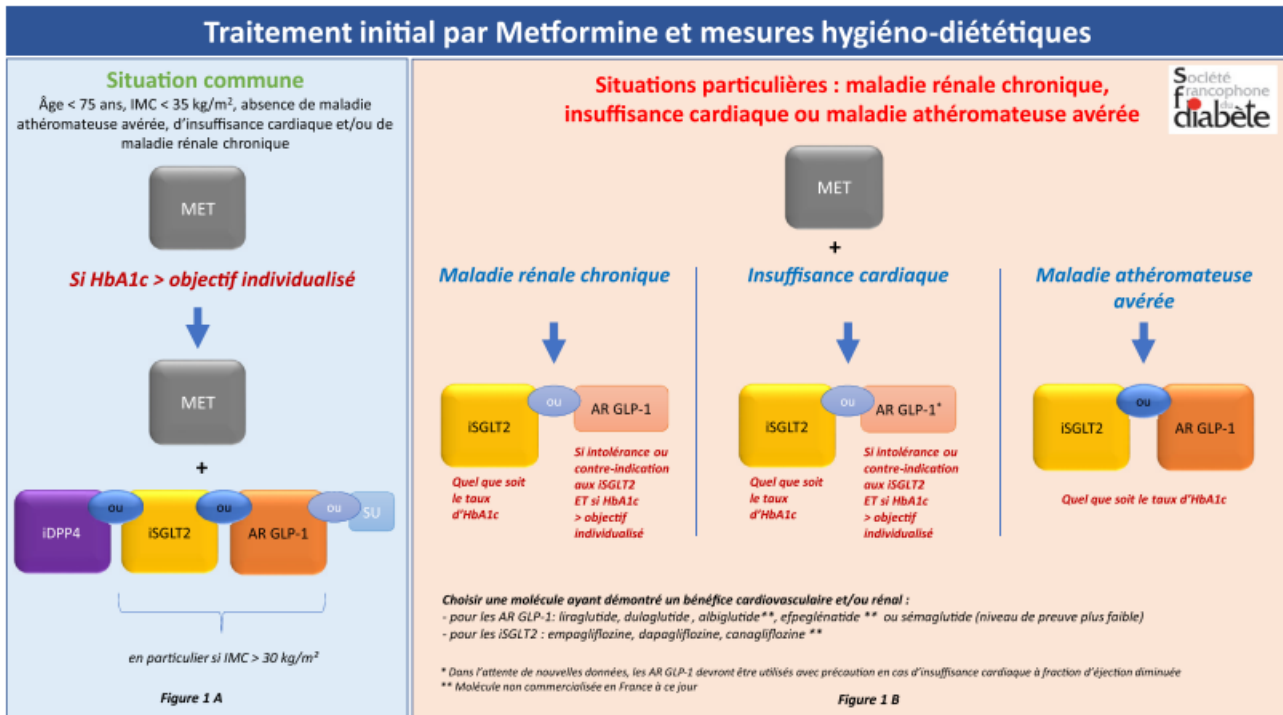 Traitement initial par Metformine et mesures hygiéno-diététiques
Situation commune
Âge < 75 ans, IMC < 35 kg/m², absence de maladie
athéromateuse avérée, d'insuffisance cardiaque et/ou de
maladie rénale chronique
MET
Si HbA1c > objectif individualisé
MET
+
iDPP4
ou
iSGLT2
ou
AR GLP-1
ou
SU
en particulier si IMC > 30 kg/m²
Figure 1 A
Situations particulières : maladie rénale chronique,
insuffisance cardiaque ou maladie athéromateuse avérée
Société
francophone
du
diabète
MET
+
Maladie rénale chronique
iSGLT2
ou
AR GLP-1
Quel que soit
le taux
d'HbA1c
Si intolérance ou
contre-indication
aux iSGLT2
ET si HbA1c
> objectif
individualisé
Insuffisance cardiaque
iSGLT2
ou
AR GLP-1*
Quel que soit
le taux
d'HbA1c
Si intolérance ou
contre-indication
aux iSGLT2
ET si HbA1c
> objectif
individualisé
Maladie athéromateuse
avérée
iSGLT2
ou
AR GLP-1
Quel que soit le taux d'HbA1c
Choisir une molécule ayant démontré un bénéfice cardiovasculaire et/ou rénal :
- pour les AR GLP-1: liraglutide, dulaglutide , albiglutide**, efpeglénatide ** ou sémaglutide (niveau de preuve plus faible)
- pour les iSGLT2 : empagliflozine, dapagliflozine, canagliflozine **
* Dans l'attente de nouvelles données, les AR GLP-1 devront être utilisés avec précaution en cas d'insuffisance cardiaque à fraction d'éjection diminuée
** Molécule non commercialisée en France à ce jour
Figure 1 B